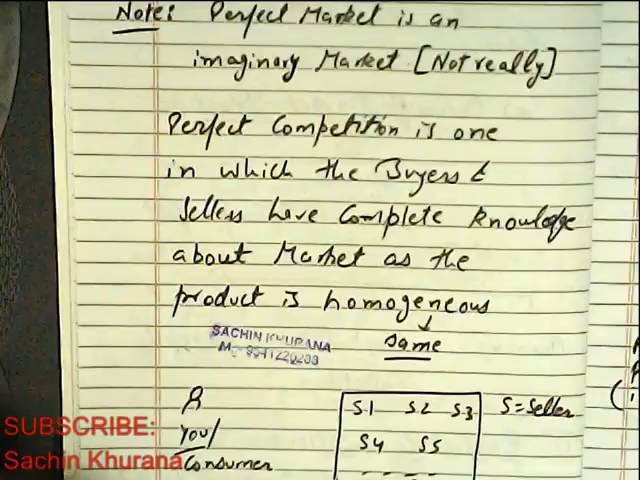 Note: Perfect Market is an
imaginary Market [Not really]
Perfect Competition is one
in which the Buyers &
Sellers have Complete knowledge
about Market as the
product is homogeneous
same
SACHIN KHURANA
S1 S2 S3 S=Seller
You/
S4 S5
Consumer
SUBSCRIBE:
Sachin Khurana